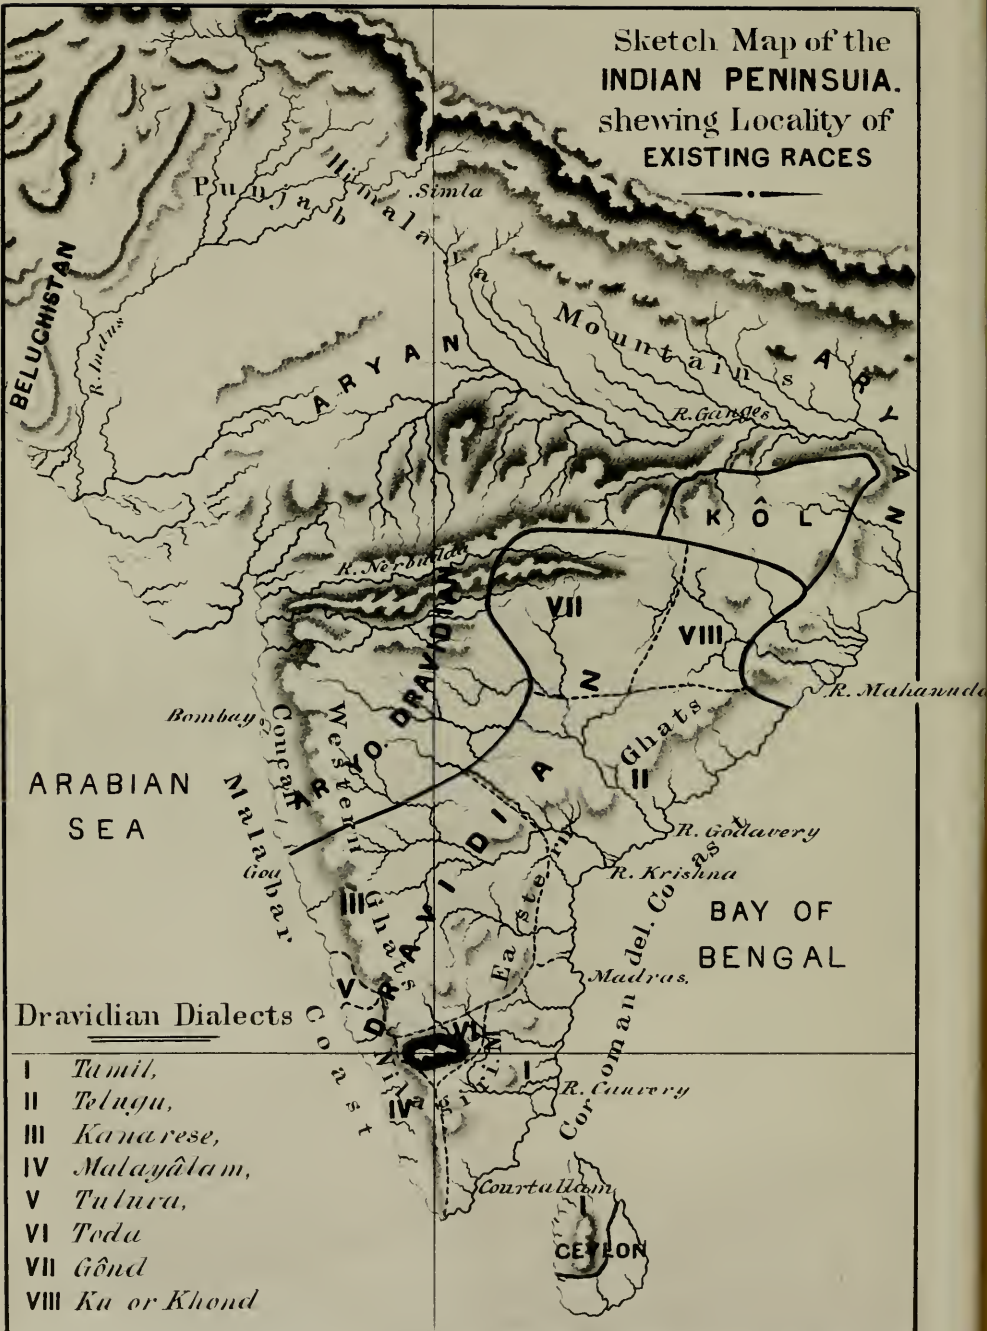 Sketch Map of the
INDIAN PENINSUIA.
shewing Locality of
EXISTING RACES
Punjab
Himalaya
Mountains
.Simla
BELUCHISTAN
R. Indus
ARYAN
ARYAN
R. Ganges
KÔL
R. Nerbudda
ARYO. DRAVIDIAN
VII
VIII
R. Mahanudd
Bombay
Concan
Western
Ghats
Eastern
Ghats
II
DRAVIDIAN
ARABIAN
SEA
Malabar
Coast
Goa
R. Godavery
R. Krishna
Coromandel. Coast
BAY OF
BENGAL
III
V
Madras.
VI
Nilagiri. M
I
IV
R. Cauvery
Courtallam
I
CEYLON
Dravidian Dialects
I Tamil,
II Telugu,
III Kanarese,
IV Malayâlam,
V Tuluva,
VI Toda
VII Gônd
VIII Ku or Khond